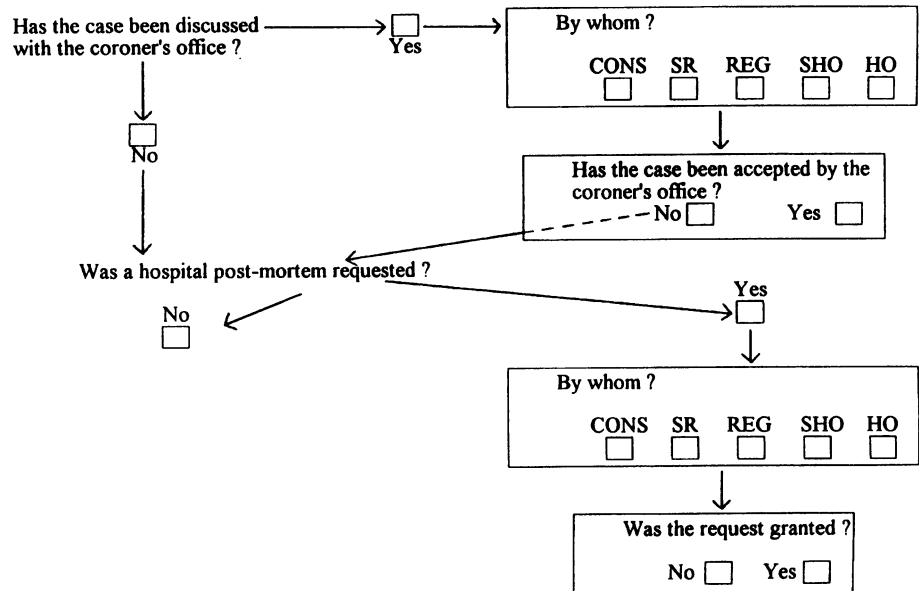 Has the case been discussed
with the coroner's office ?
Yes
By whom ?
CONS SR REG SHO HO
No
Has the case been accepted by the
coroner's office ?
No Yes
Was a hospital post-mortem requested ?
No
Yes
By whom ?
CONS SR REG SHO HO
Was the request granted ?
No Yes